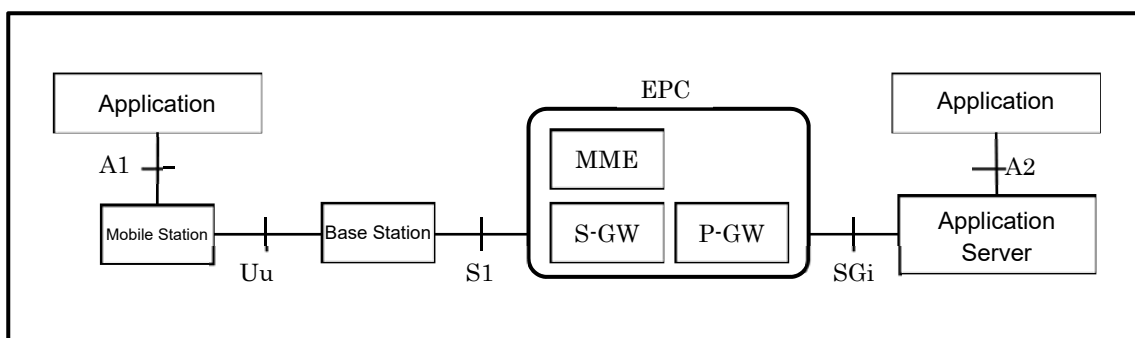 EPC
Application
Application
MME
A1
A2
Mobile Station
Base Station
S-GW
P-GW
Application
Server
Uu
S1
SGi